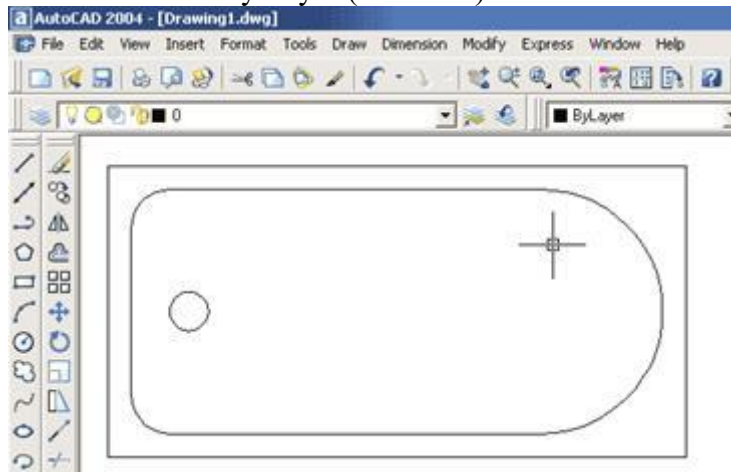 AutoCAD 2004 - [Drawing1.dwg]
File Edit View Insert Format Tools Draw Dimension Modify Express Window Help
0 ByLayer